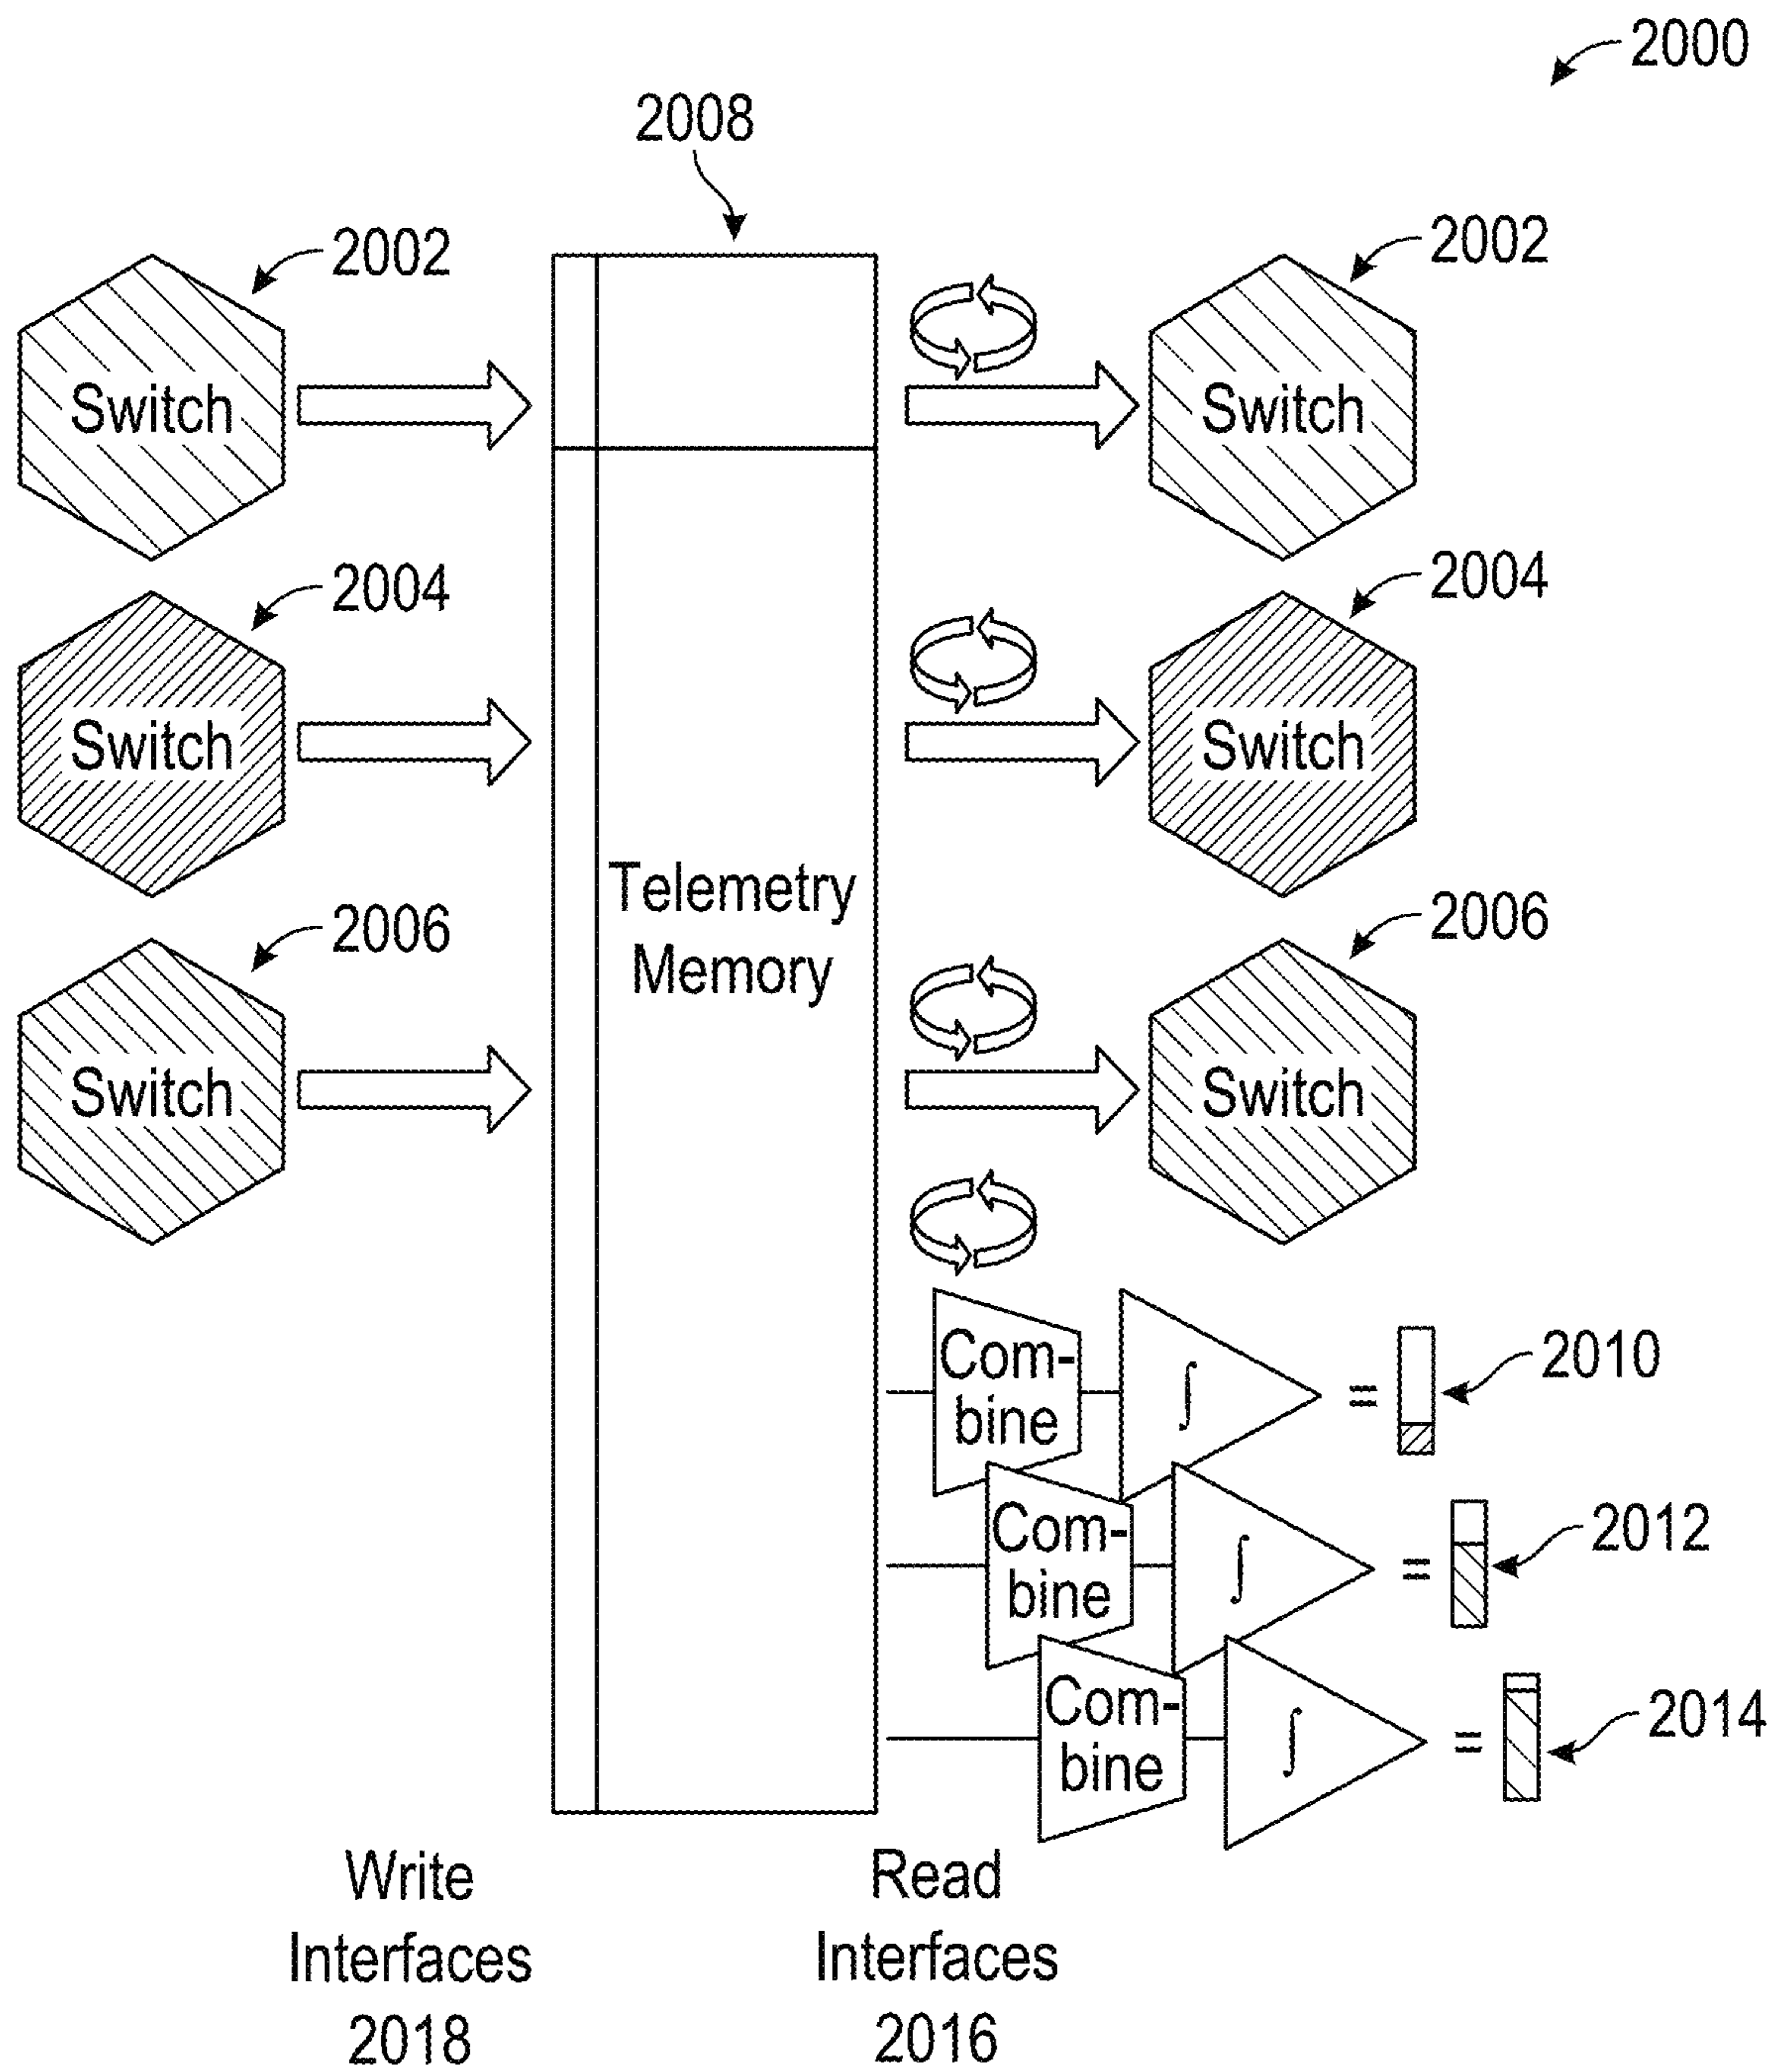 2000
2008
2002
2002
Switch
Switch
2004
2004
Switch
Switch
Telemetry
Memory
2006
2006
Switch
Switch
Com-
bine
∫
=
2010
Com-
bine
∫
=
2012
Com-
bine
∫
=
2014
Write
Interfaces
2018
Read
Interfaces
2016